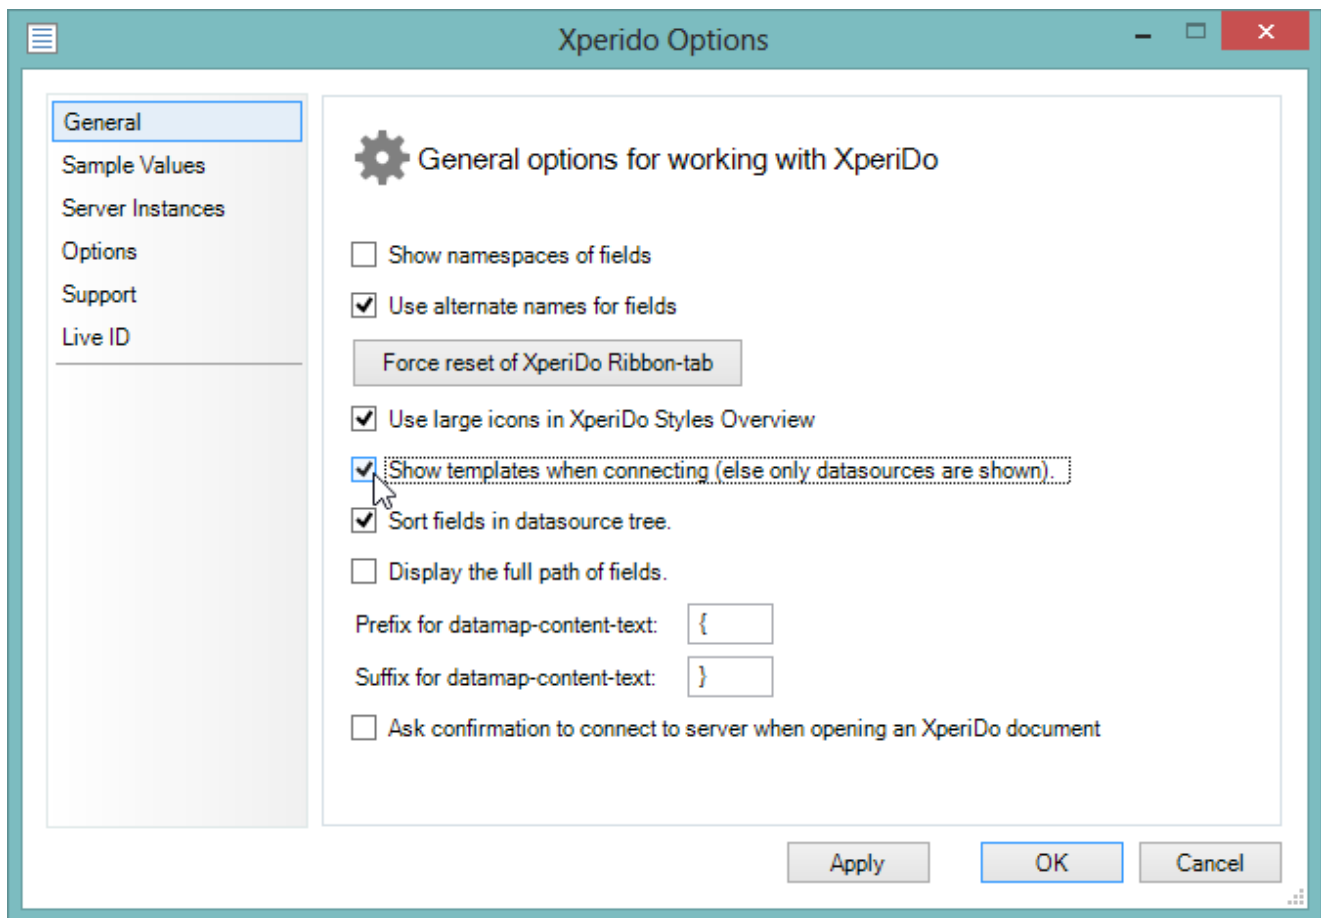 Xperido Options
General
Sample Values
Server Instances
Options
Support
Live ID
General options for working with XperiDo
Show namespaces of fields
Use alternate names for fields
Force reset of XperiDo Ribbon-tab
Use large icons in XperiDo Styles Overview
Show templates when connecting (else only datasources are shown).
Sort fields in datasource tree.
Display the full path of fields.
Prefix for datamap-content-text: {
Suffix for datamap-content-text: }
Ask confirmation to connect to server when opening an XperiDo document
Apply OK Cancel